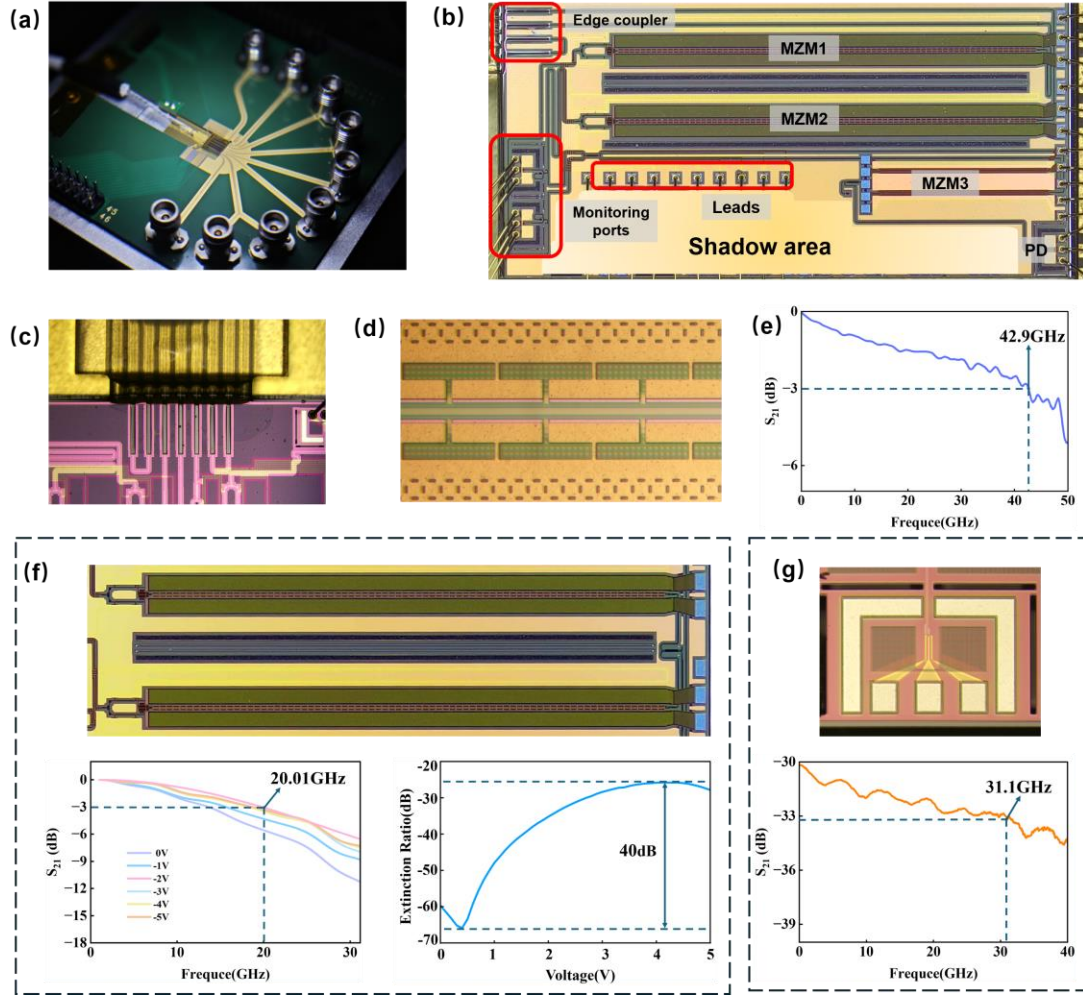 (a)
45
46
(b)
Edge coupler
MZM1
MZM2
MZM3
Monitoring
ports
Leads
Shadow area
PD
(c)
(d)
(e)
42.9GHz
0
-3
-6
S21 (dB)
0 10 20 30 40 50
Frequce(GHz)
(f)
20.01GHz
0
-3
-6
-9
-12
-15
-18
S21 (dB)
0V
-1V
-2V
-3V
-4V
-5V
0 10 20 30
Frequce(GHz)
-20
-30
-40
-50
-60
-70
Extinction Ratio(dB)
40dB
0 1 2 3 4 5
Voltage(V)
(g)
31.1GHz
-30
-33
-36
-39
S21 (dB)
0 10 20 30 40
Frequce(GHz)